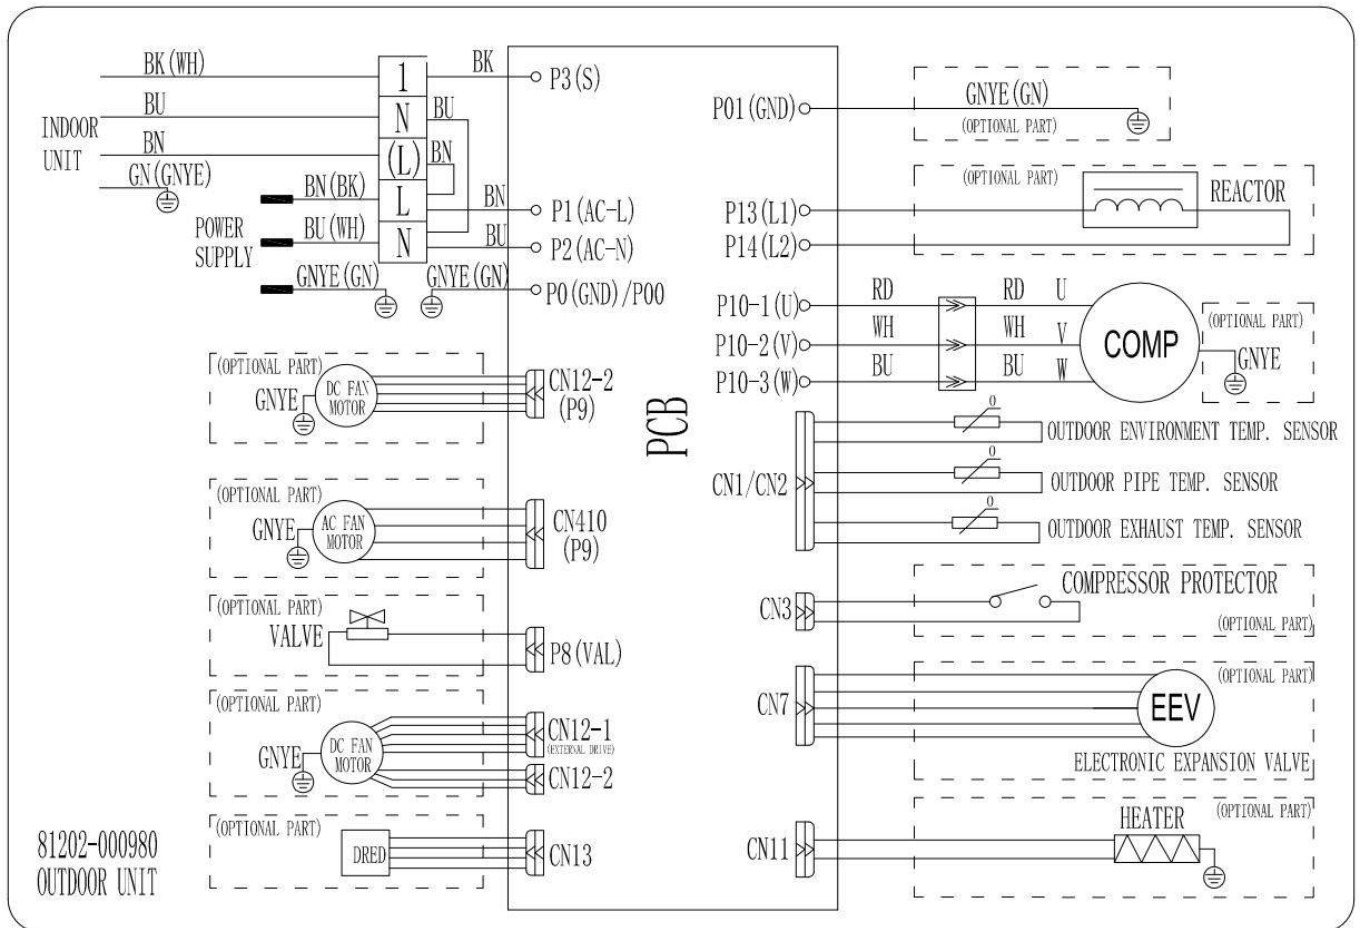 BK(WH)
BU
INDOOR
UNIT
BN
GN(GNYE)
1
N
(L)
L
N
BK
BU
BN
BN
BU
BN(BK)
POWER
SUPPLY
BU(WH)
GNYE(GN)
GNYE(GN)
P3(S)
P1(AC-L)
P2(AC-N)
P0(GND)/P00
(OPTIONAL PART)
GNYE
DC FAN
MOTOR
CN12-2
(P9)
(OPTIONAL PART)
GNYE
AC FAN
MOTOR
CN410
(P9)
(OPTIONAL PART)
VALVE
P8(VAL)
(OPTIONAL PART)
GNYE
DC FAN
MOTOR
CN12-1
(EXTERNAL DRIVE)
CN12-2
(OPTIONAL PART)
DRED
CN13
81202-000980
OUTDOOR UNIT
PCB
P01(GND)
GNYE(GN)
(OPTIONAL PART)
(OPTIONAL PART)
REACTOR
P13(L1)
P14(L2)
P10-1(U)
RD
RD
U
P10-2(V)
WH
WH
V
P10-3(W)
BU
BU
W
COMP
(OPTIONAL PART)
GNYE
CN1/CN2
0
OUTDOOR ENVIRONMENT TEMP. SENSOR
0
OUTDOOR PIPE TEMP. SENSOR
0
OUTDOOR EXHAUST TEMP. SENSOR
CN3
COMPRESSOR PROTECTOR
(OPTIONAL PART)
CN7
(OPTIONAL PART)
EEV
ELECTRONIC EXPANSION VALVE
CN11
HEATER
(OPTIONAL PART)